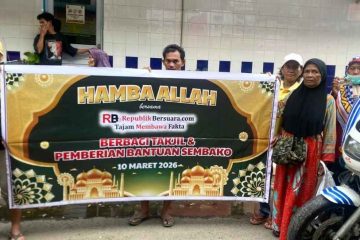 HAMBA ALLAH
bersama
RB RepublikBersuara.com
Tajam Membawa Fakta
BERBAGI TAKJIL &
PEMBERIAN BANTUAN SEMBAKO
- 10 MARET 2026 -